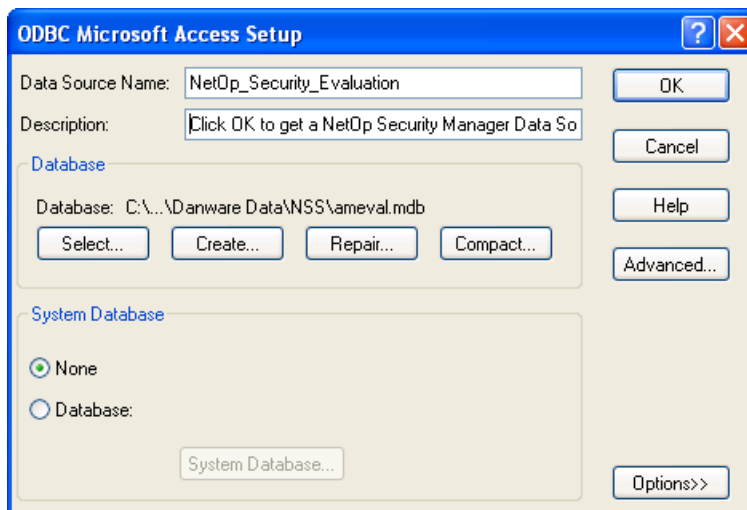 ODBC Microsoft Access Setup
Data Source Name: NetOp_Security_Evaluation
OK
Description: Click OK to get a NetOp Security Manager Data So
Cancel
Database
Database: C:\...\Danware Data\NSS\ameval.mdb
Help
Select... Create... Repair... Compact...
Advanced...
System Database
None
Database:
System Database...
Options>>